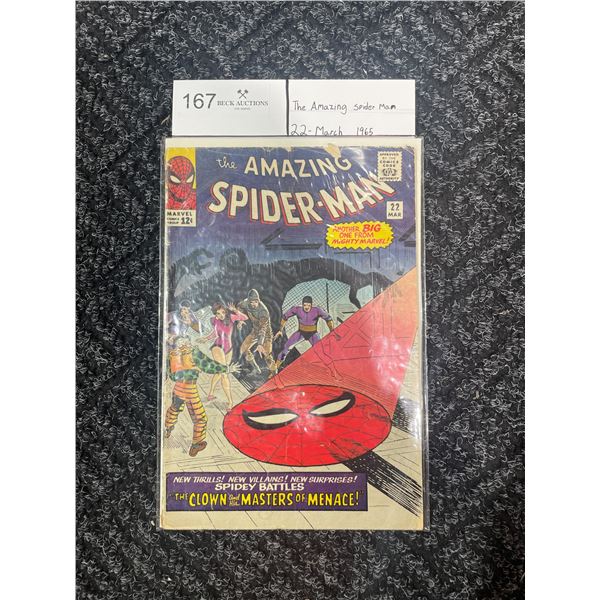 167
BECK AUCTIONS
The Amazing Spider Man
22- March 1965
the AMAZING
SPIDER-MAN
MARVEL
COMICS
GROUP 12¢
APPROVED
BY THE
COMICS
CODE
AUTHORITY
22
MAR
ANOTHER BIG
ONE FROM
MIGHTY MARVEL!
NEW THRILLS! NEW VILLAINS! NEW SURPRISES!
SPIDEY BATTLES
THE CLOWN and his MASTERS OF MENACE!